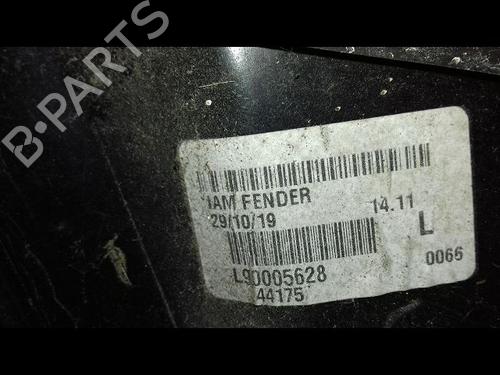 B-PARTS
IAM FENDER
29/10/19 14.11
L
L90005628 0066
44175